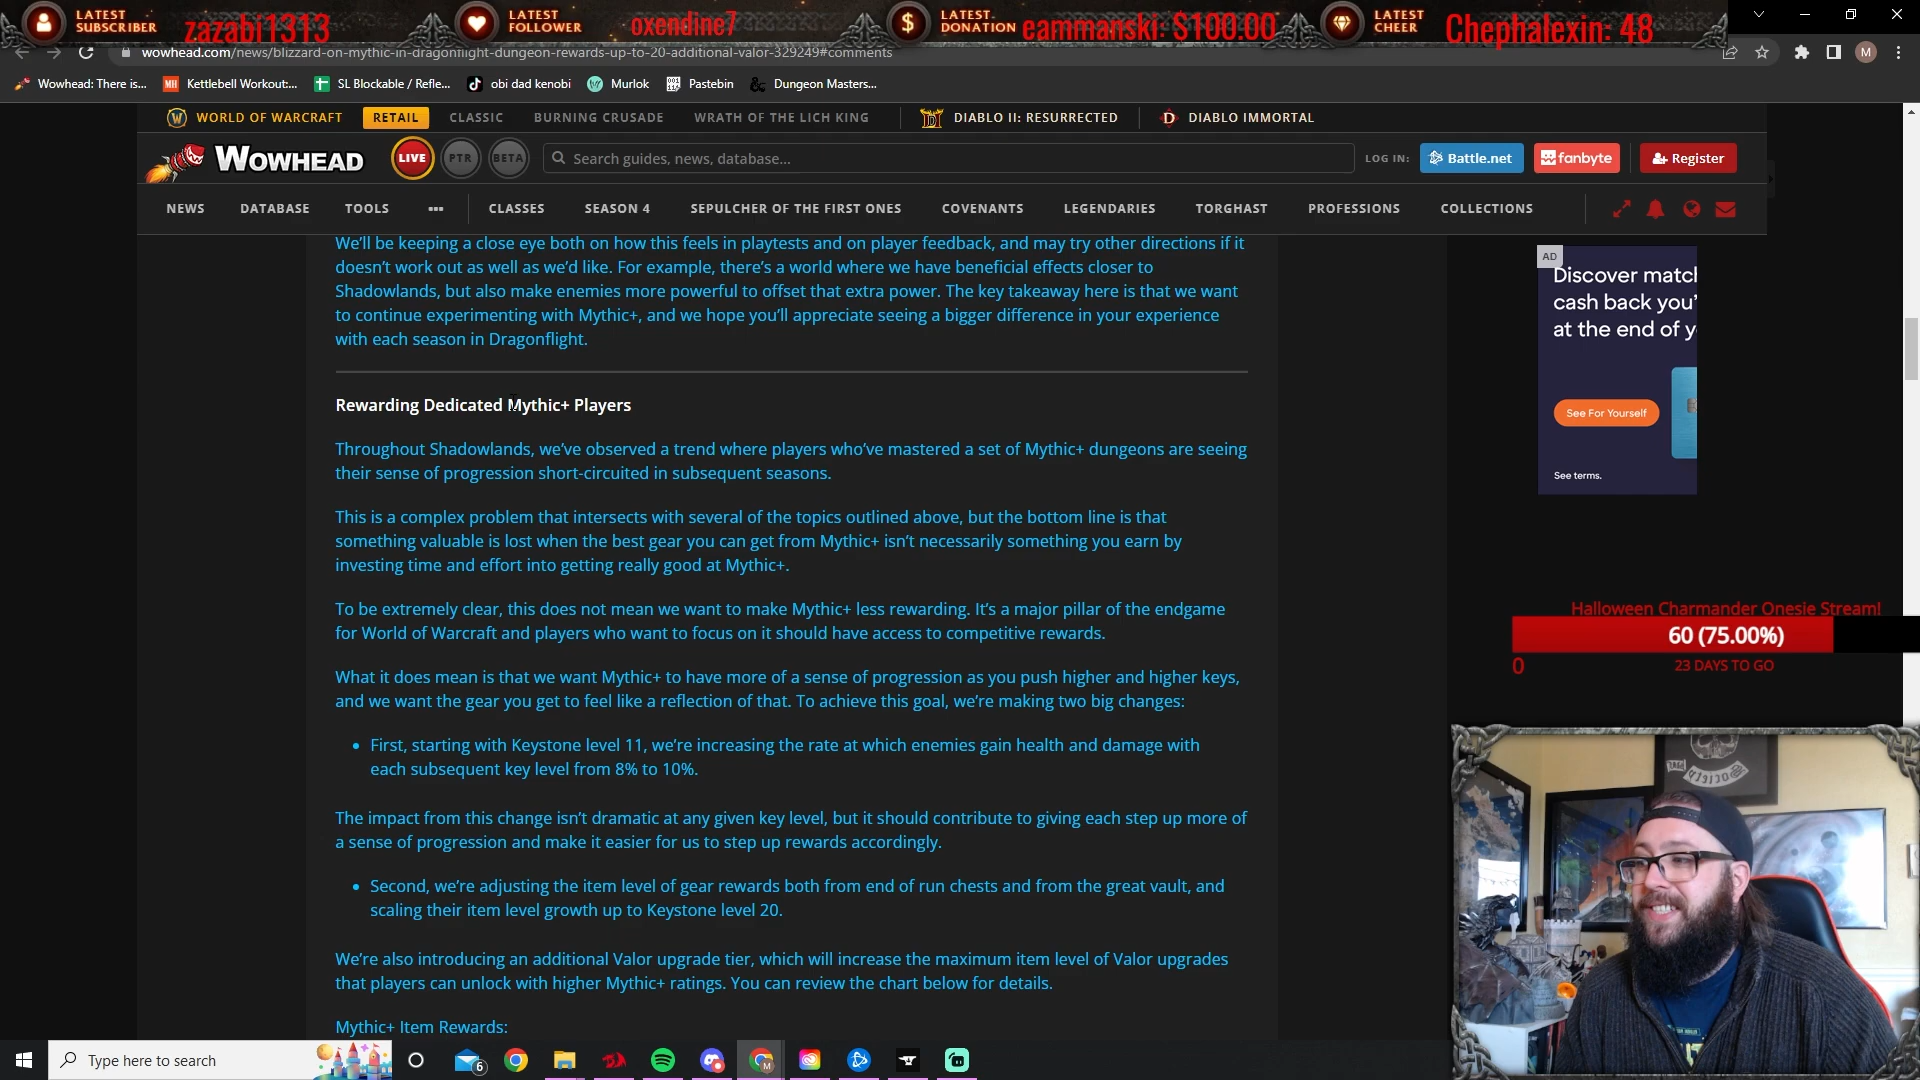 LATEST SUBSCRIBER
zazabi1313
LATEST FOLLOWER
oxendine7
LATEST DONATION
eammanski: $100.00
LATEST CHEER
Chephalexin: 48
wowhead.com/news/blizzard-on-mythic-in-dragonflight-dungeon-rewards-up-to-20-additional-valor-329249#comments
M
Wowhead: There is...
MH
Kettlebell Workout:...
SL Blockable / Refle...
obi dad kenobi
Murlok
Pastebin
Dungeon Masters...
WORLD OF WARCRAFT
RETAIL
CLASSIC
BURNING CRUSADE
WRATH OF THE LICH KING
DIABLO II: RESURRECTED
DIABLO IMMORTAL
WOWHEAD
LIVE
PTR
BETA
Search guides, news, database...
LOG IN:
Battle.net
fanbyte
Register
NEWS
DATABASE
TOOLS
•••
CLASSES
SEASON 4
SEPULCHER OF THE FIRST ONES
COVENANTS
LEGENDARIES
TORGHAST
PROFESSIONS
COLLECTIONS
We'll be keeping a close eye both on how this feels in playtests and on player feedback, and may try other directions if it
doesn't work out as well as we'd like. For example, there's a world where we have beneficial effects closer to
Shadowlands, but also make enemies more powerful to offset that extra power. The key takeaway here is that we want
to continue experimenting with Mythic+, and we hope you'll appreciate seeing a bigger difference in your experience
with each season in Dragonflight.
Rewarding Dedicated Mythic+ Players
Throughout Shadowlands, we've observed a trend where players who've mastered a set of Mythic+ dungeons are seeing
their sense of progression short-circuited in subsequent seasons.
This is a complex problem that intersects with several of the topics outlined above, but the bottom line is that
something valuable is lost when the best gear you can get from Mythic+ isn't necessarily something you earn by
investing time and effort into getting really good at Mythic+.
To be extremely clear, this does not mean we want to make Mythic+ less rewarding. It's a major pillar of the endgame
for World of Warcraft and players who want to focus on it should have access to competitive rewards.
What it does mean is that we want Mythic+ to have more of a sense of progression as you push higher and higher keys,
and we want the gear you get to feel like a reflection of that. To achieve this goal, we're making two big changes:
• First, starting with Keystone level 11, we're increasing the rate at which enemies gain health and damage with
each subsequent key level from 8% to 10%.
The impact from this change isn't dramatic at any given key level, but it should contribute to giving each step up more of
a sense of progression and make it easier for us to step up rewards accordingly.
• Second, we're adjusting the item level of gear rewards both from end of run chests and from the great vault, and
scaling their item level growth up to Keystone level 20.
We're also introducing an additional Valor upgrade tier, which will increase the maximum item level of Valor upgrades
that players can unlock with higher Mythic+ ratings. You can review the chart below for details.
Mythic+ Item Rewards:
AD
Discover match
cash back you'
at the end of y
See For Yourself
See terms.
Halloween Charmander Onesie Stream!
60 (75.00%)
0
23 DAYS TO GO
SOCIETY
Type here to search
6
M